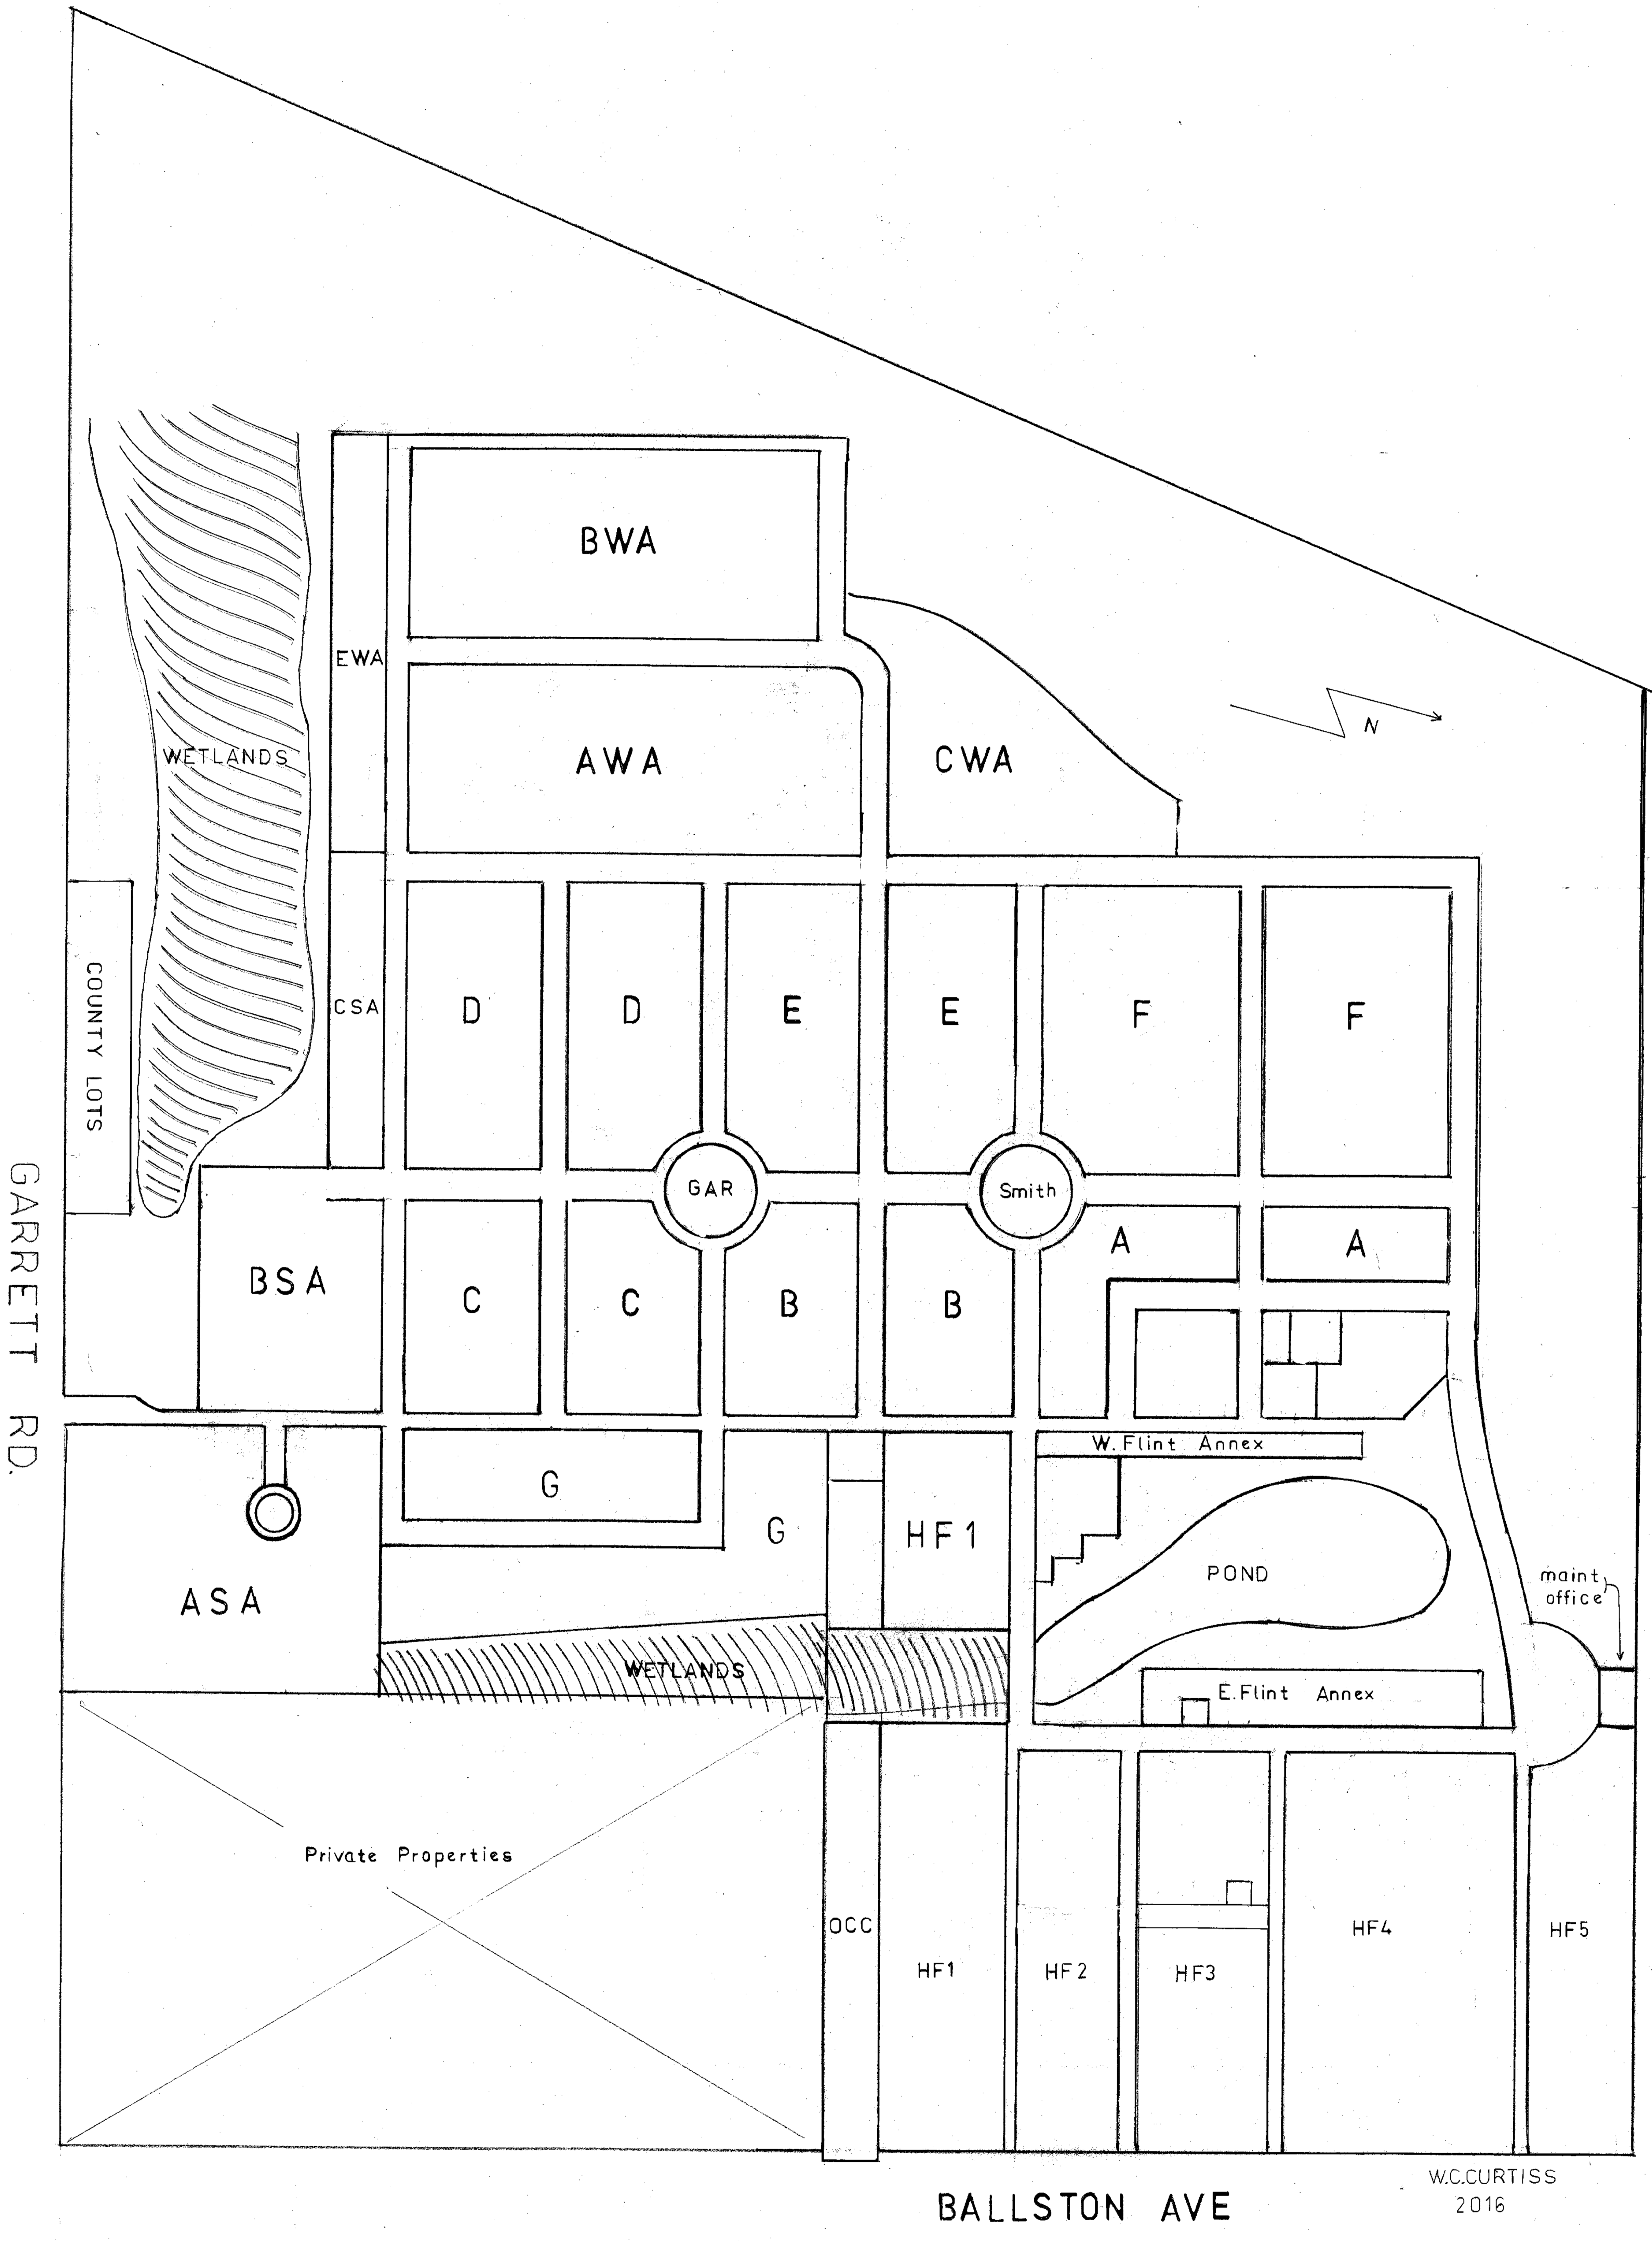 BWA
EWA
AWA
CWA
N
WETLANDS
COUNTY LOTS
CSA
D
D
E
E
F
F
GAR
Smith
GARRETT RD.
BSA
C
C
B
B
A
A
W. Flint Annex
G
G
HF1
ASA
POND
maint
office
WETLANDS
E. Flint Annex
Private Properties
OCC
HF1
HF2
HF3
HF4
HF5
W.C.CURTISS
2016
BALLSTON AVE